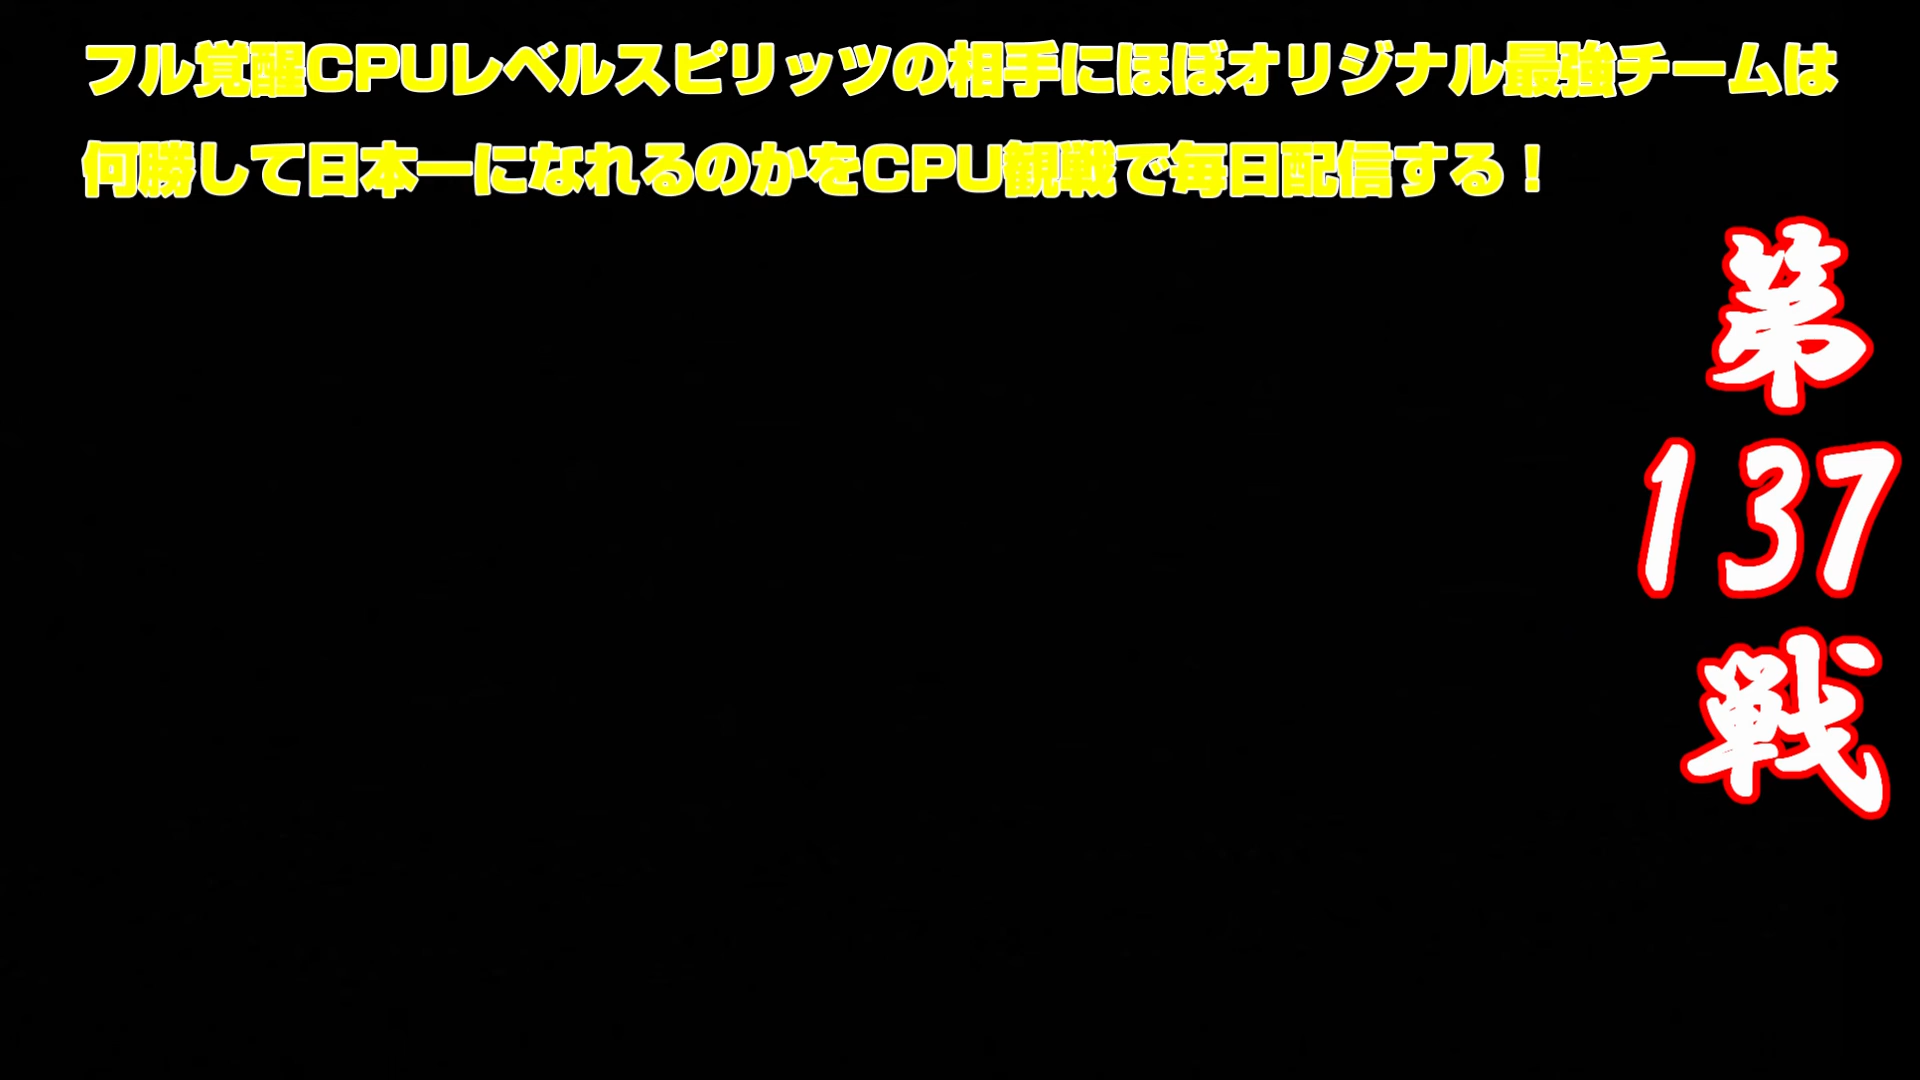 フル覚醒CPUレベルスピリッツの相手にほぼオリジナル最強チームは
何勝して日本一になれるのかをCPU観戦で毎日配信する！
第
137
戦